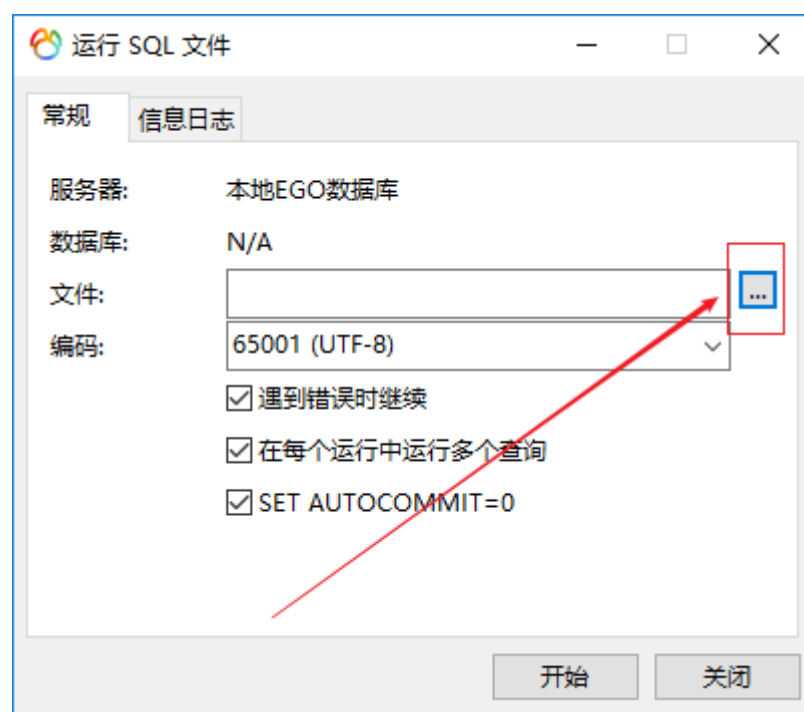 运行 SQL 文件
常规 信息日志
服务器: 本地EGO数据库
数据库: N/A
文件: ...
编码: 65001 (UTF-8)
遇到错误时继续
在每个运行中运行多个查询
SET AUTOCOMMIT=0
开始 关闭